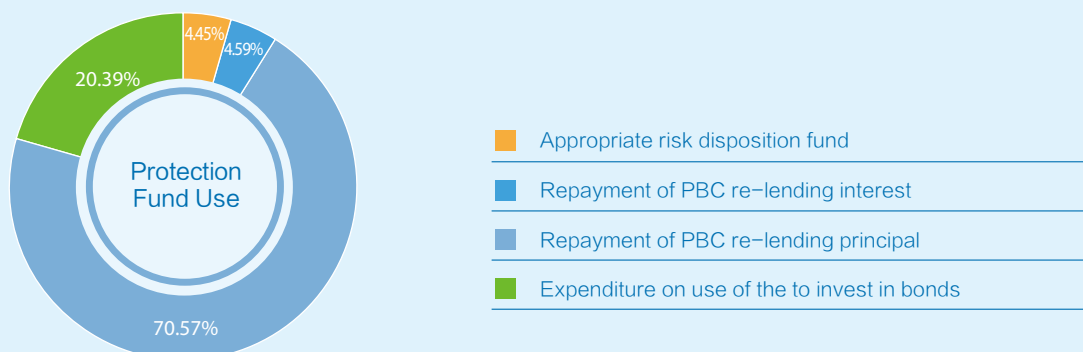 4.45%
4.59%
20.39%
Protection
Fund Use
70.57%
Appropriate risk disposition fund
Repayment of PBC re-lending interest
Repayment of PBC re-lending principal
Expenditure on use of the to invest in bonds